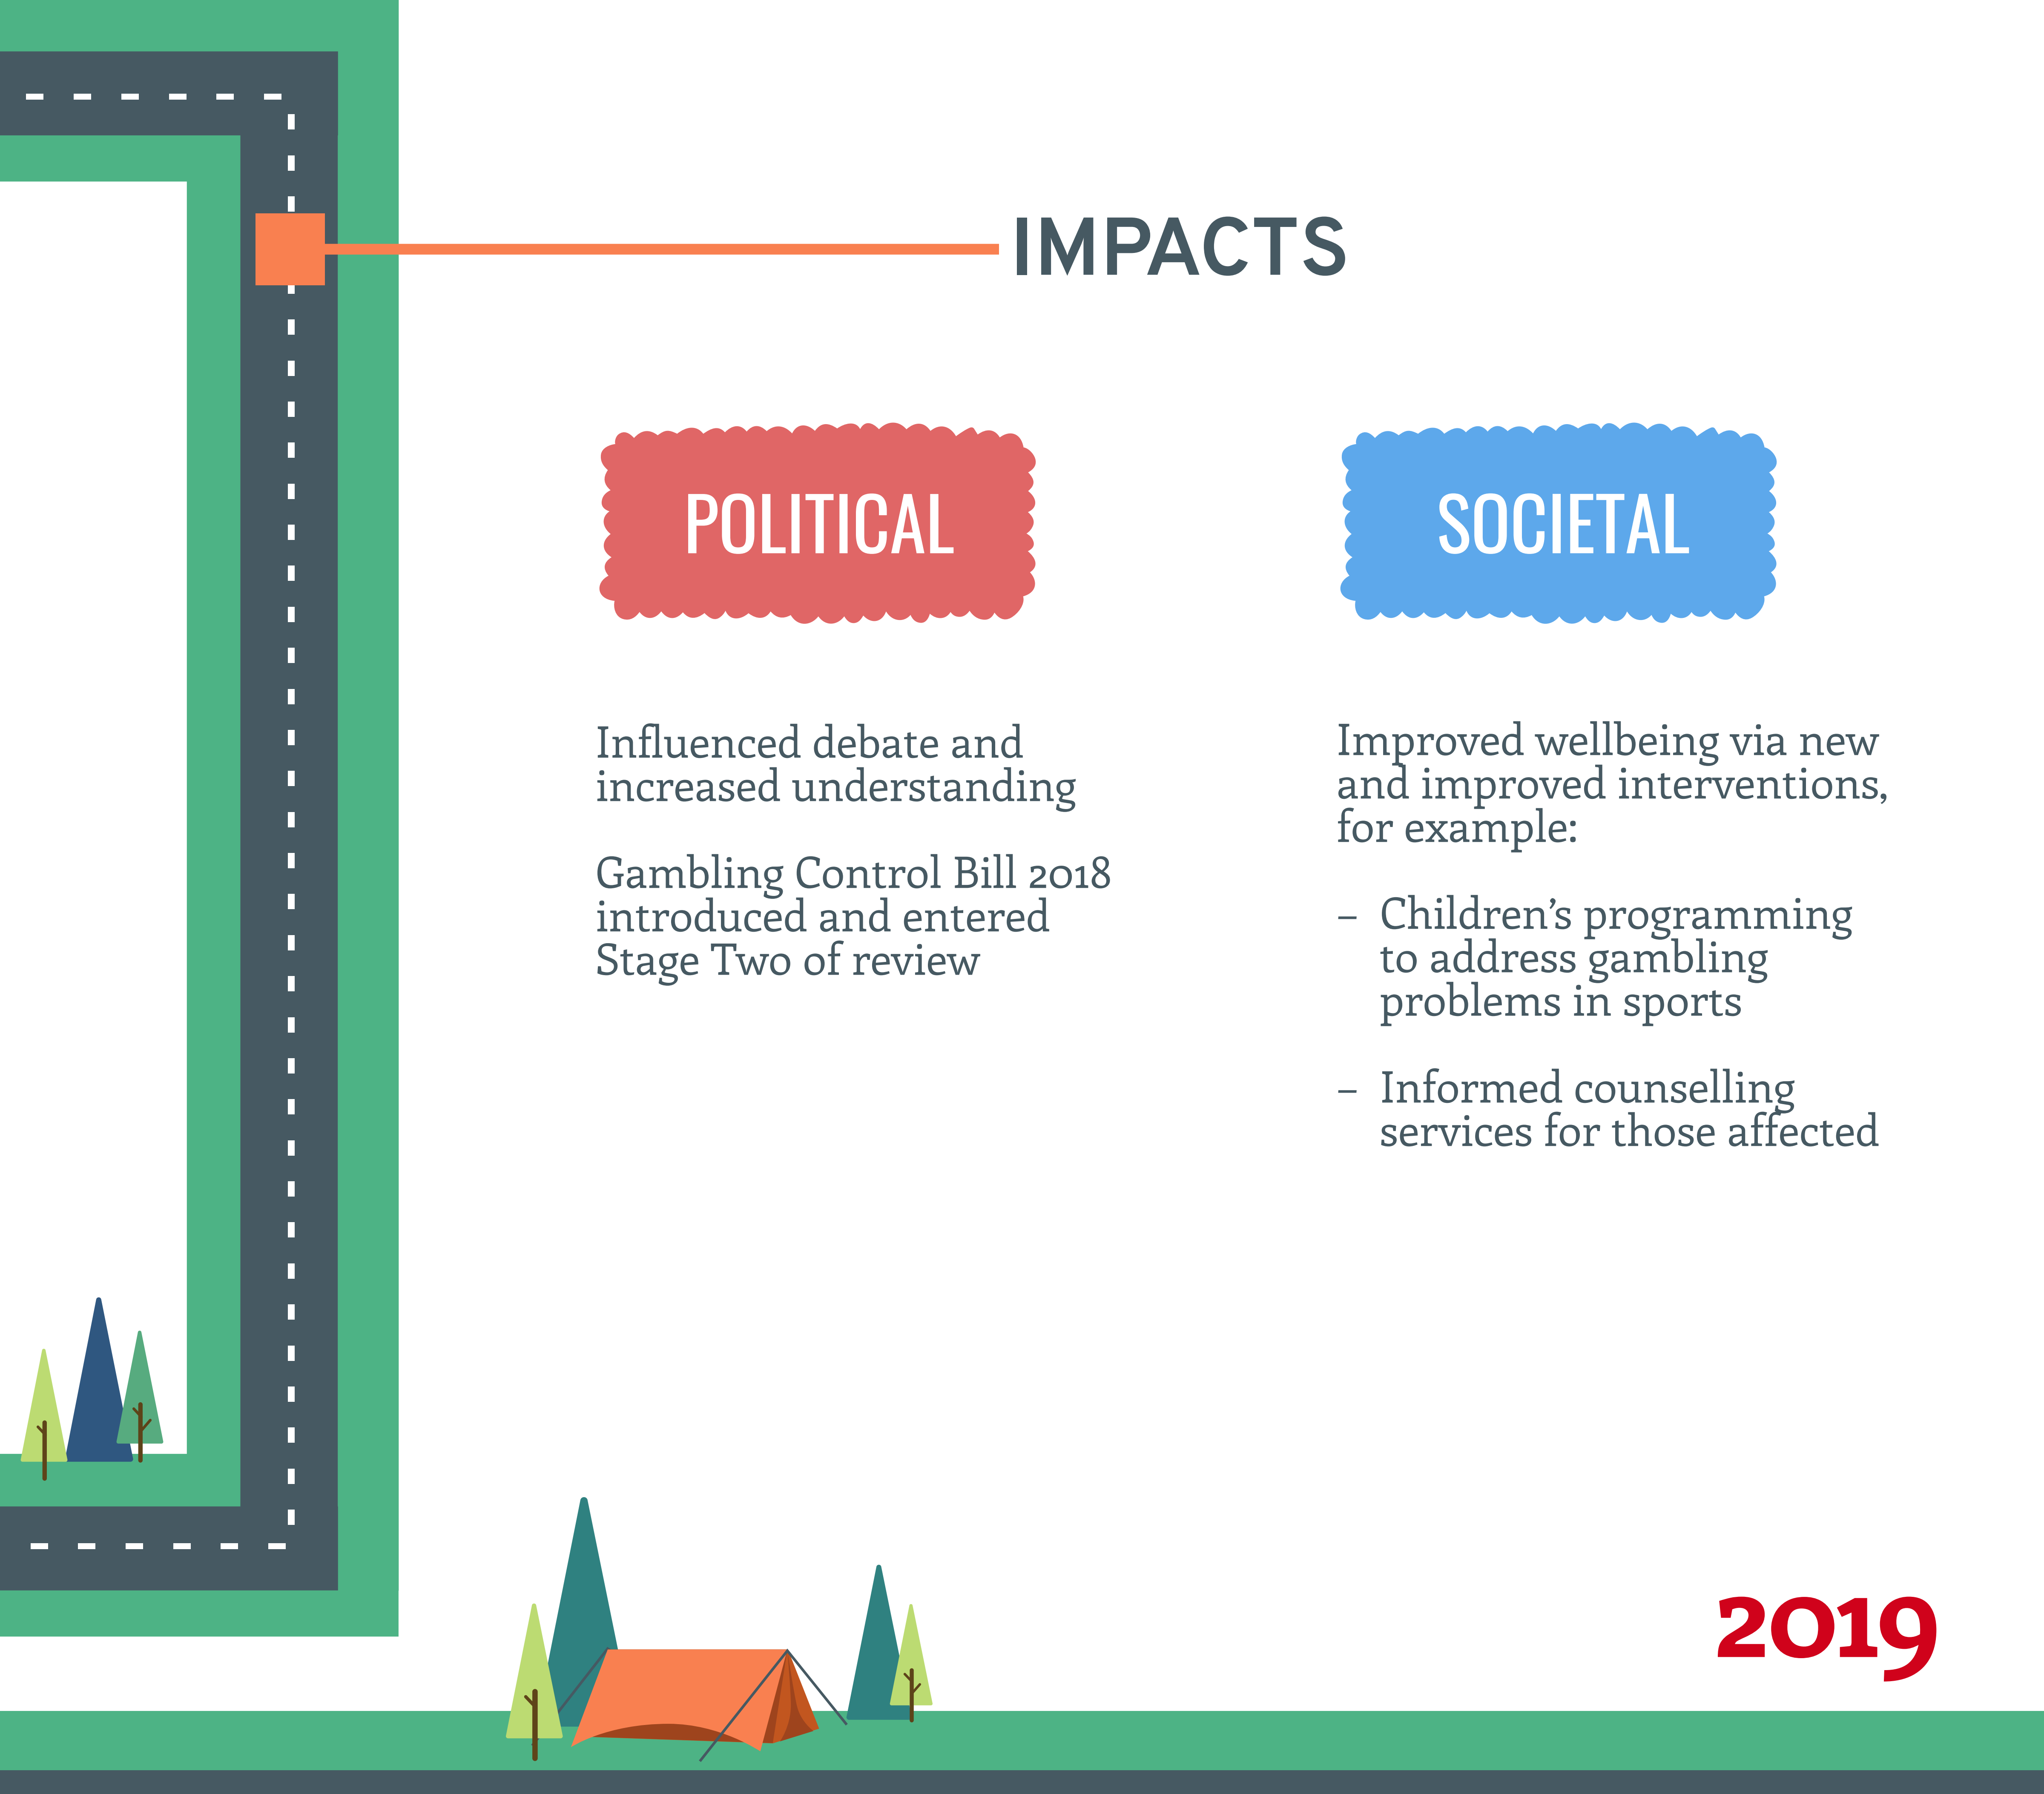 IMPACTS
POLITICAL
Influenced debate and
increased understanding
Gambling Control Bill 2018
introduced and entered
Stage Two of review
SOCIETAL
Improved wellbeing via new
and improved interventions,
for example:
– Children’s programming
to address gambling
problems in sports
– Informed counselling
services for those affected
2019